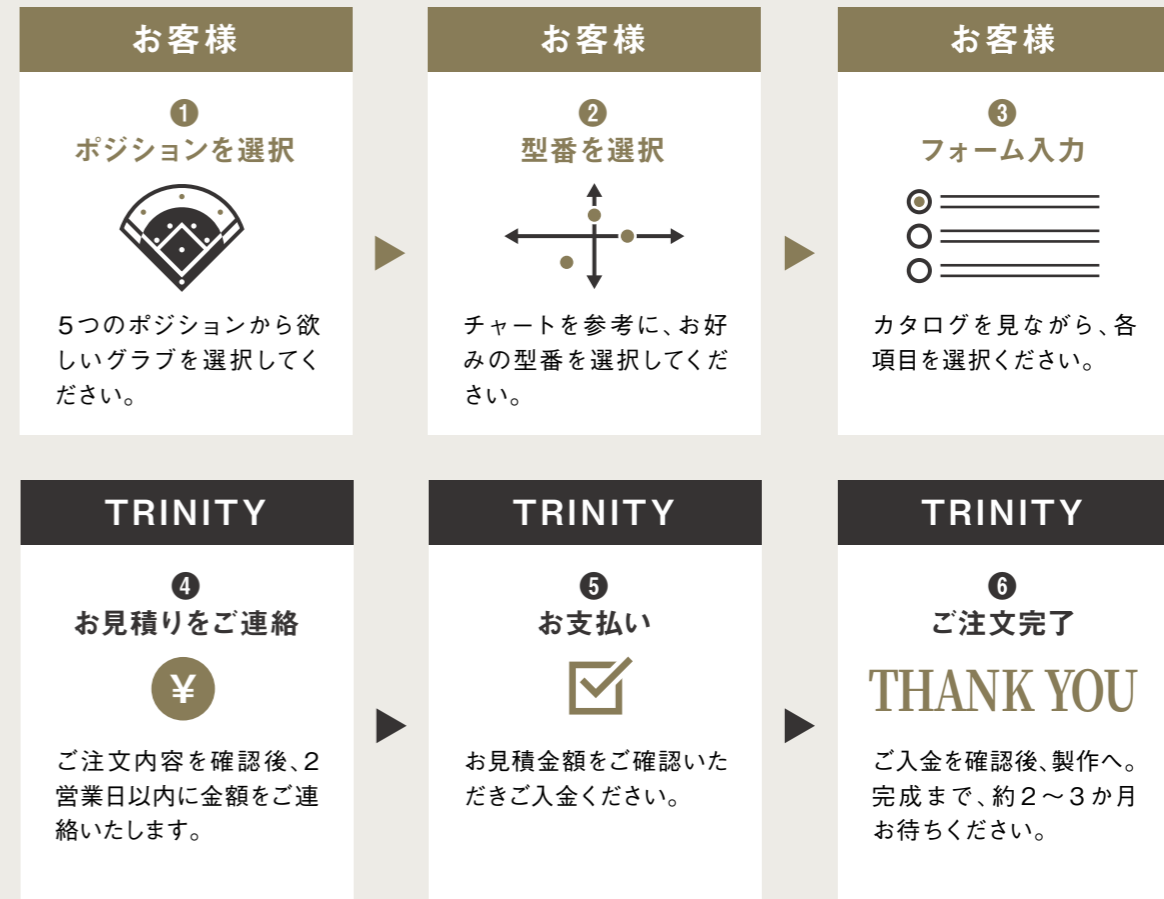 お客様
❶
ポジションを選択
5つのポジションから欲
しいグラブを選択してく
ださい。
お客様
❷
型番を選択
チャートを参考に、お好
みの型番を選択してくだ
さい。
お客様
❸
フォーム入力
カタログを見ながら、各
項目を選択ください。
TRINITY
❹
お見積りをご連絡
¥
ご注文内容を確認後、2
営業日以内に金額をご連
絡いたします。
TRINITY
❺
お支払い
お見積金額をご確認いた
だきご入金ください。
TRINITY
❻
ご注文完了
THANK YOU
ご入金を確認後、製作へ。
完成まで、約2〜3か月
お待ちください。